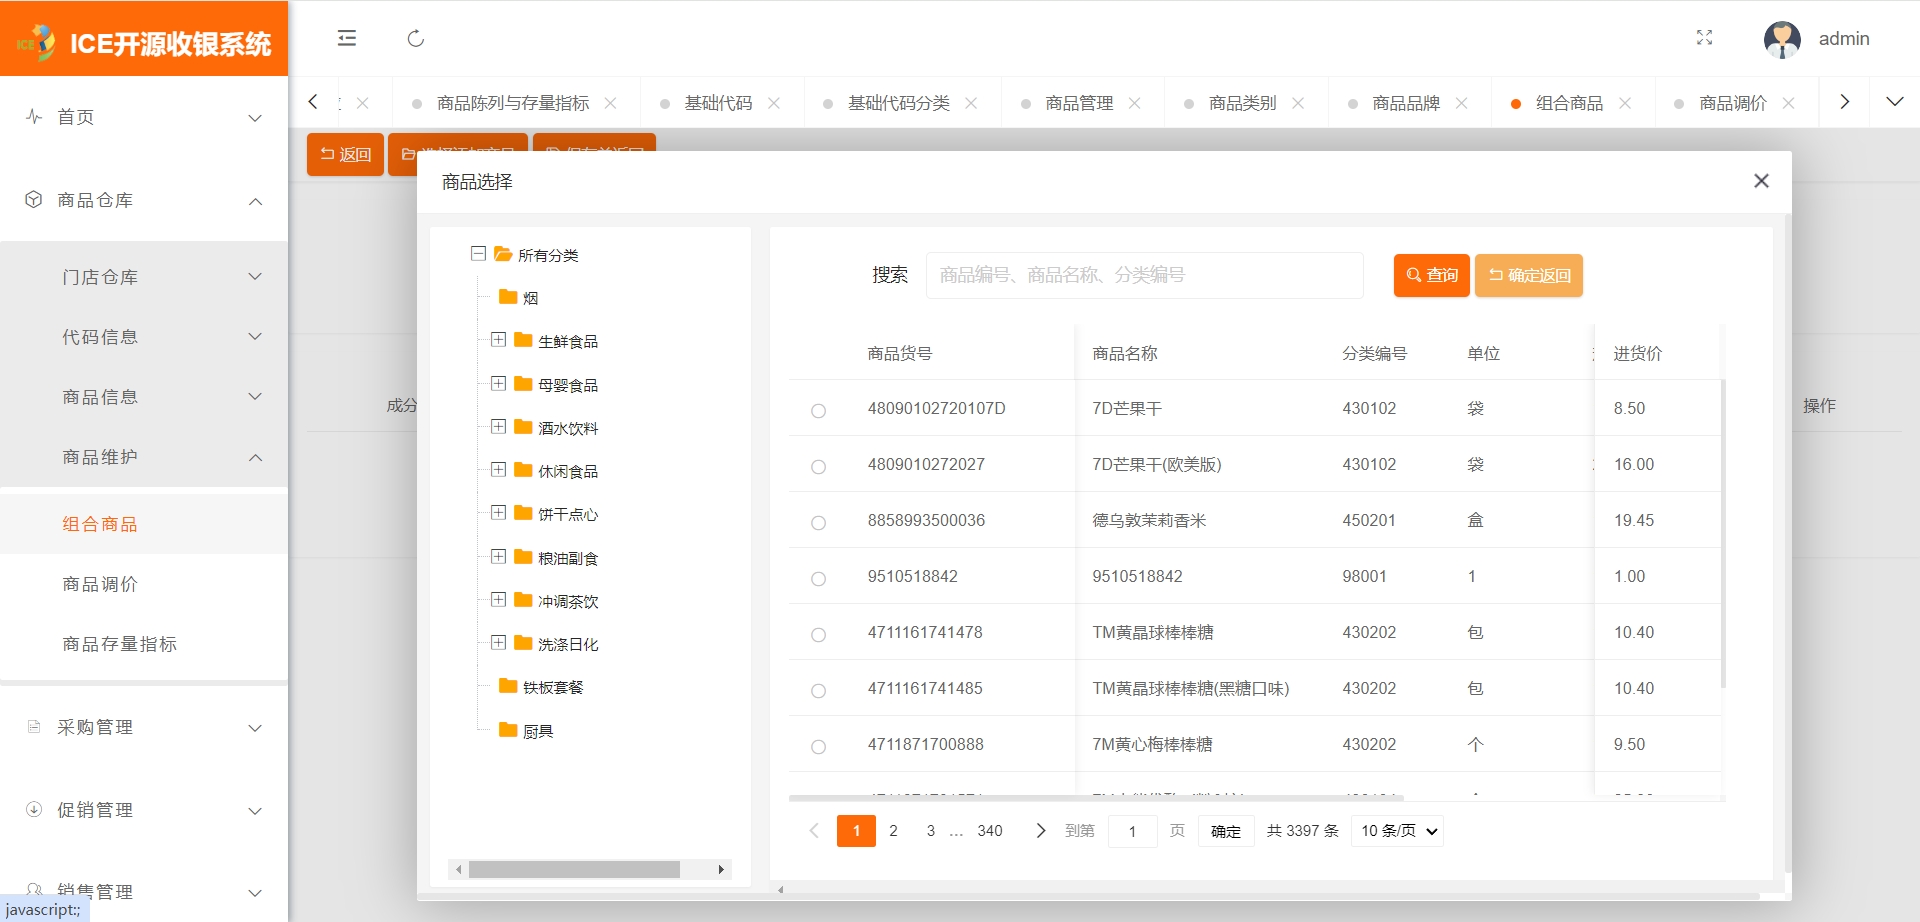 ICE开源收银系统
admin
商品陈列与存量指标
基础代码
基础代码分类
商品管理
商品类别
商品品牌
组合商品
商品调价
首页
商品仓库
门店仓库
代码信息
商品信息
商品维护
组合商品
商品调价
商品存量指标
采购管理
促销管理
销售管理
javascript:;
返回
成分
操作
商品选择
所有分类
烟
生鲜食品
母婴食品
酒水饮料
休闲食品
饼干点心
粮油副食
冲调茶饮
洗涤日化
铁板套餐
厨具
搜索 商品编号、商品名称、分类编号 查询 确定返回
商品货号 商品名称 分类编号 单位 进货价
48090102720107D 7D芒果干 430102 袋 8.50
4809010272027 7D芒果干(欧美版) 430102 袋 16.00
8858993500036 德乌敦茉莉香米 450201 盒 19.45
9510518842 9510518842 98001 1 1.00
4711161741478 TM黄晶球棒棒糖 430202 包 10.40
4711161741485 TM黄晶球棒棒糖(黑糖口味) 430202 包 10.40
4711871700888 7M黄心梅棒棒糖 430202 个 9.50
1 2 3 ... 340 到第 1 页 确定 共 3397 条 10 条/页